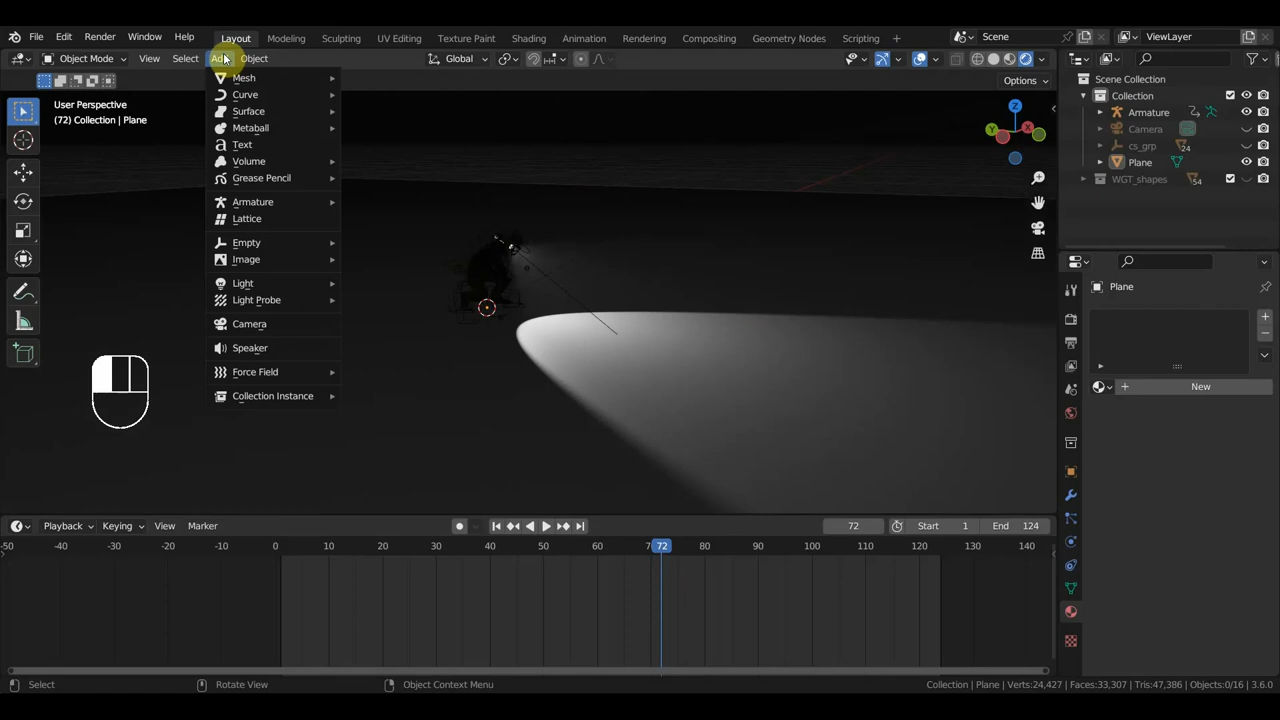 File Edit Render Window Help Layout Modeling Sculpting UV Editing Texture Paint Shading Animation Rendering Compositing Geometry Nodes Scripting + Scene ViewLayer
Object Mode View Select Add Object Global
Options
User Perspective
(72) Collection | Plane
Mesh
Curve
Surface
Metaball
Text
Volume
Grease Pencil
Armature
Lattice
Empty
Image
Light
Light Probe
Camera
Speaker
Force Field
Collection Instance
Z
Y
X
Scene Collection
Collection
Armature
Camera
cs_grp 24
Plane
WGT_shapes 54
Plane
New
Playback Keying View Marker 72 Start 1 End 124
-50 -40 -30 -20 -10 0 10 20 30 40 50 60 7 72 80 90 100 110 120 130 140
Select Rotate View Object Context Menu Collection | Plane | Verts:24,427 | Faces:33,307 | Tris:47,386 | Objects:0/16 | 3.6.0